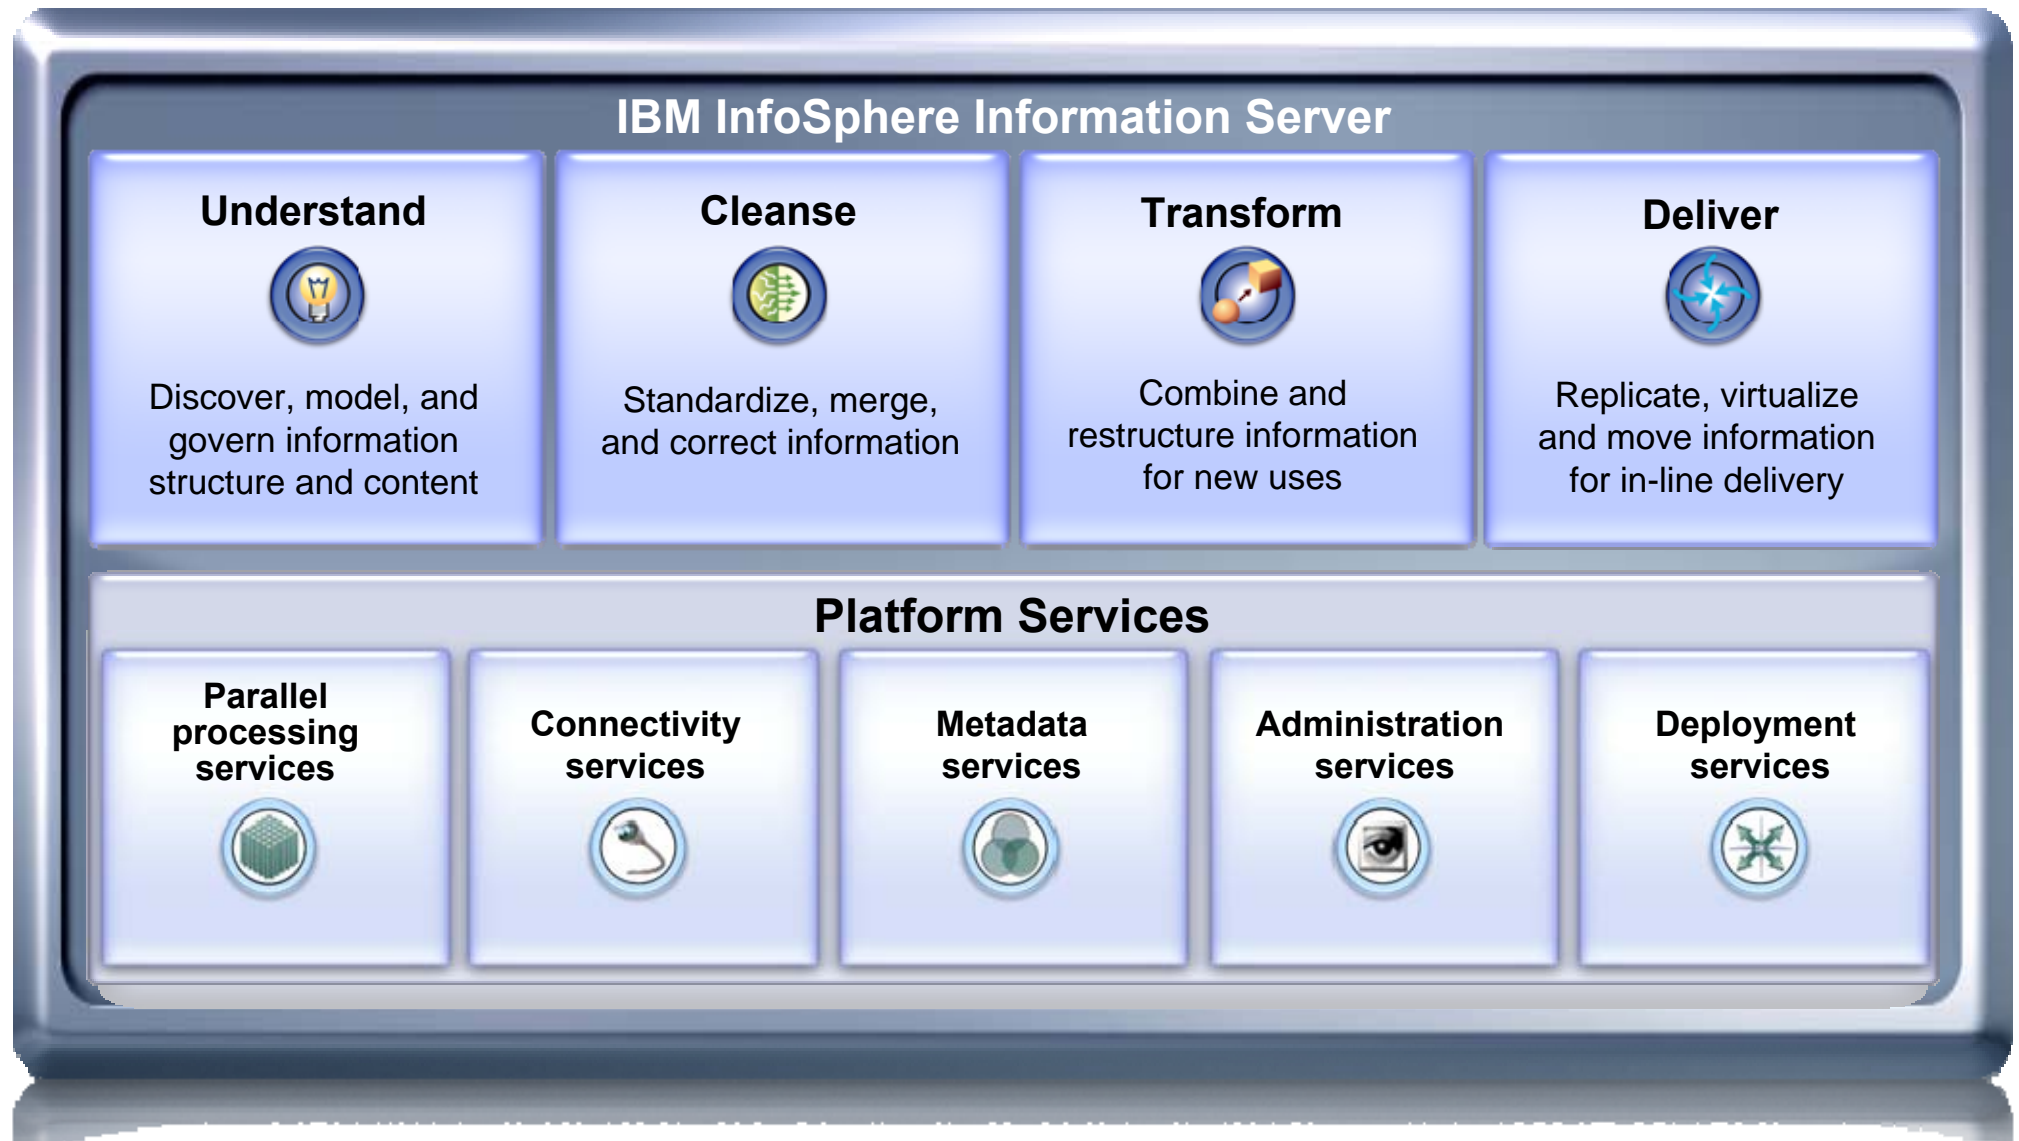 IBM InfoSphere Information Server
Understand
Discover, model, and
govern information
structure and content
Cleanse
Standardize, merge,
and correct information
Transform
Combine and
restructure information
for new uses
Deliver
Replicate, virtualize
and move information
for in-line delivery
Platform Services
Parallel
processing
services
Connectivity
services
Metadata
services
Administration
services
Deployment
services